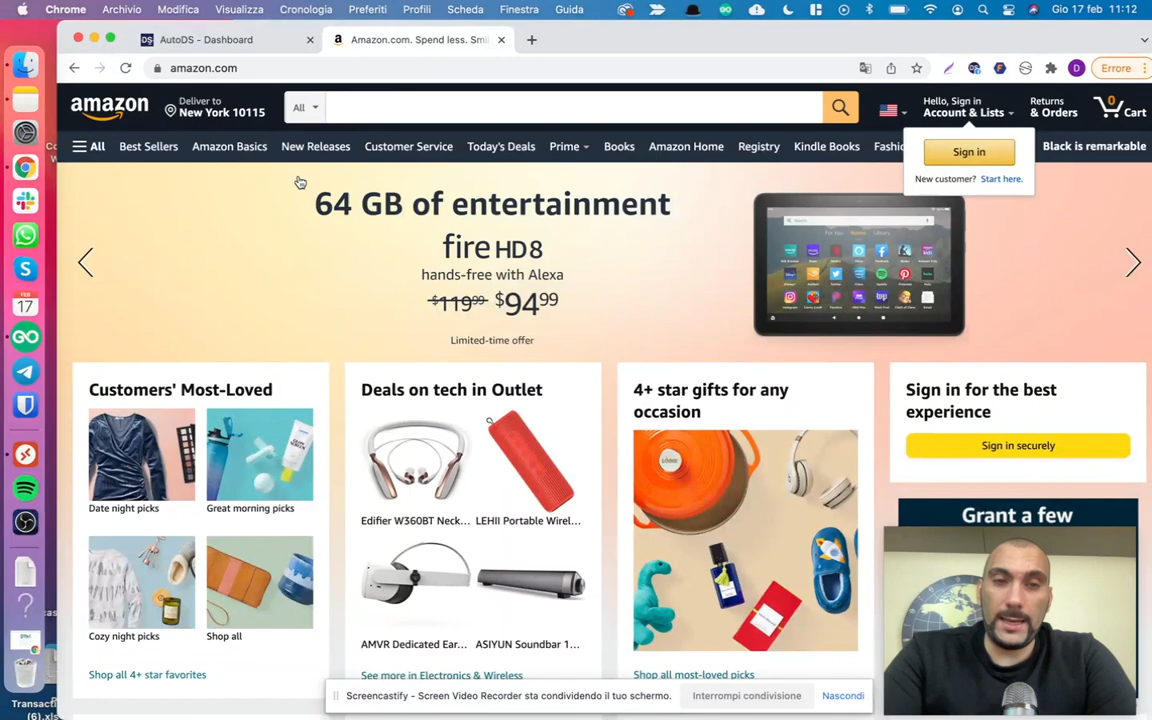 Chrome Archivio Modifica Visualizza Cronologia Preferiti Profili Scheda Finestra Guida Gio 17 feb 11:12
AutoDS - Dashboard
Amazon.com. Spend less. Smi
amazon.com
D
Errore
amazon
Deliver to
New York 10115
All
Hello, Sign in
Account & Lists
Returns
& Orders
0
Cart
All Best Sellers Amazon Basics New Releases Customer Service Today's Deals Prime Books Amazon Home Registry Kindle Books Fashi Black is remarkable
Sign in
New customer? Start here.
64 GB of entertainment
fire HD 8
hands-free with Alexa
$119.99 $94.99
Limited-time offer
Customers' Most-Loved
Date night picks
Great morning picks
Cozy night picks
Shop all
Shop all 4+ star favorites
Deals on tech in Outlet
Edifier W360BT Neck...
LEHII Portable Wirel...
AMVR Dedicated Ear...
ASIYUN Soundbar 1...
See more in Electronics & Wireless
4+ star gifts for any
occasion
Shop all most-loved picks
Sign in for the best
experience
Sign in securely
Grant a few
Screencastify - Screen Video Recorder sta condividendo il tuo schermo.
Interrompi condivisione
Nascondi
FEB
17
Transacti
(6).xls